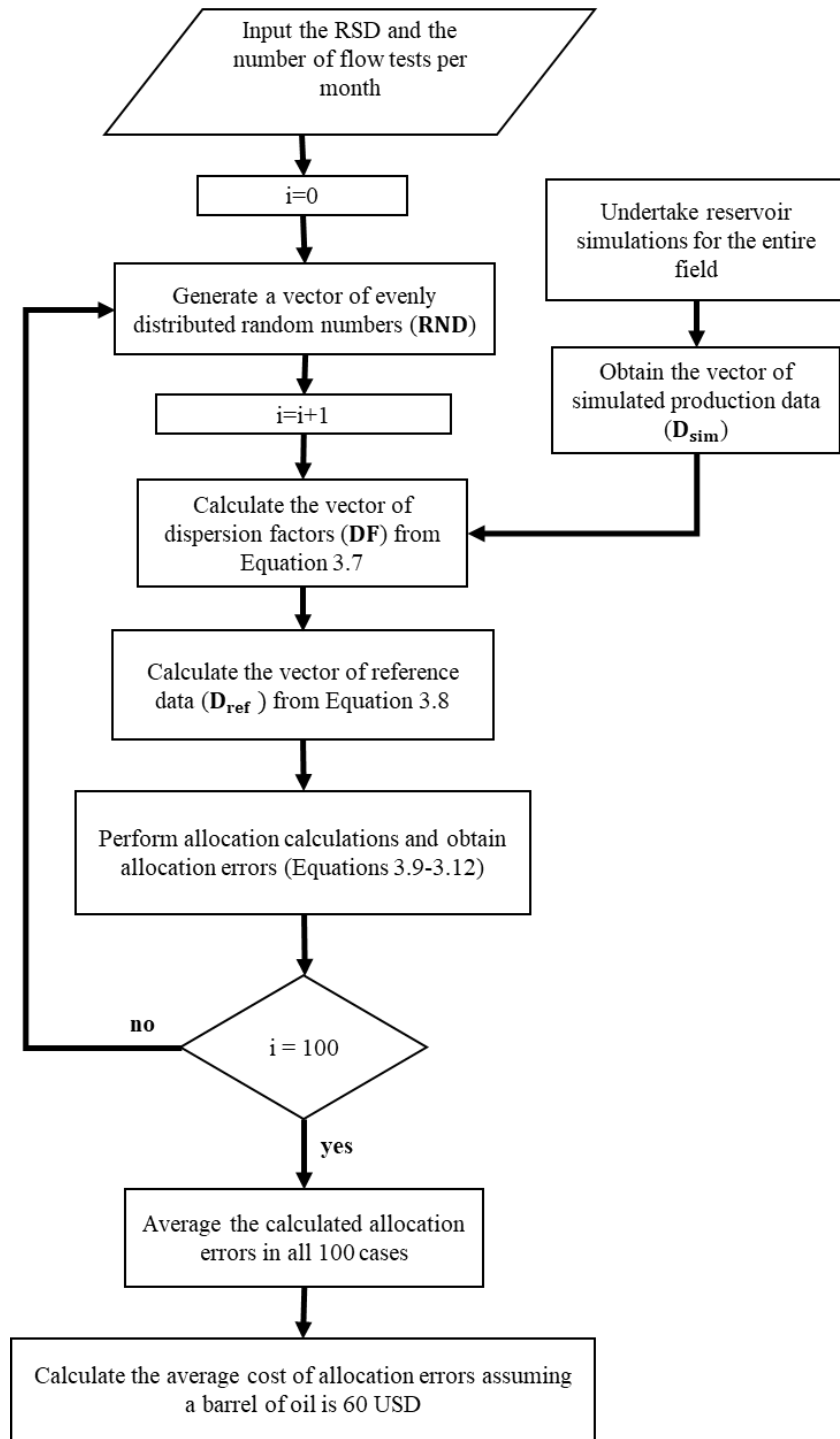 Input the RSD and the
number of flow tests per
month
i=0
Undertake reservoir
simulations for the entire
field
Generate a vector of evenly
distributed random numbers (RND)
Obtain the vector of
simulated production data
(D_sim)
i=i+1
Calculate the vector of
dispersion factors (DF) from
Equation 3.7
Calculate the vector of reference
data (D_ref ) from Equation 3.8
Perform allocation calculations and obtain
allocation errors (Equations 3.9-3.12)
no
i = 100
yes
Average the calculated allocation
errors in all 100 cases
Calculate the average cost of allocation errors assuming
a barrel of oil is 60 USD